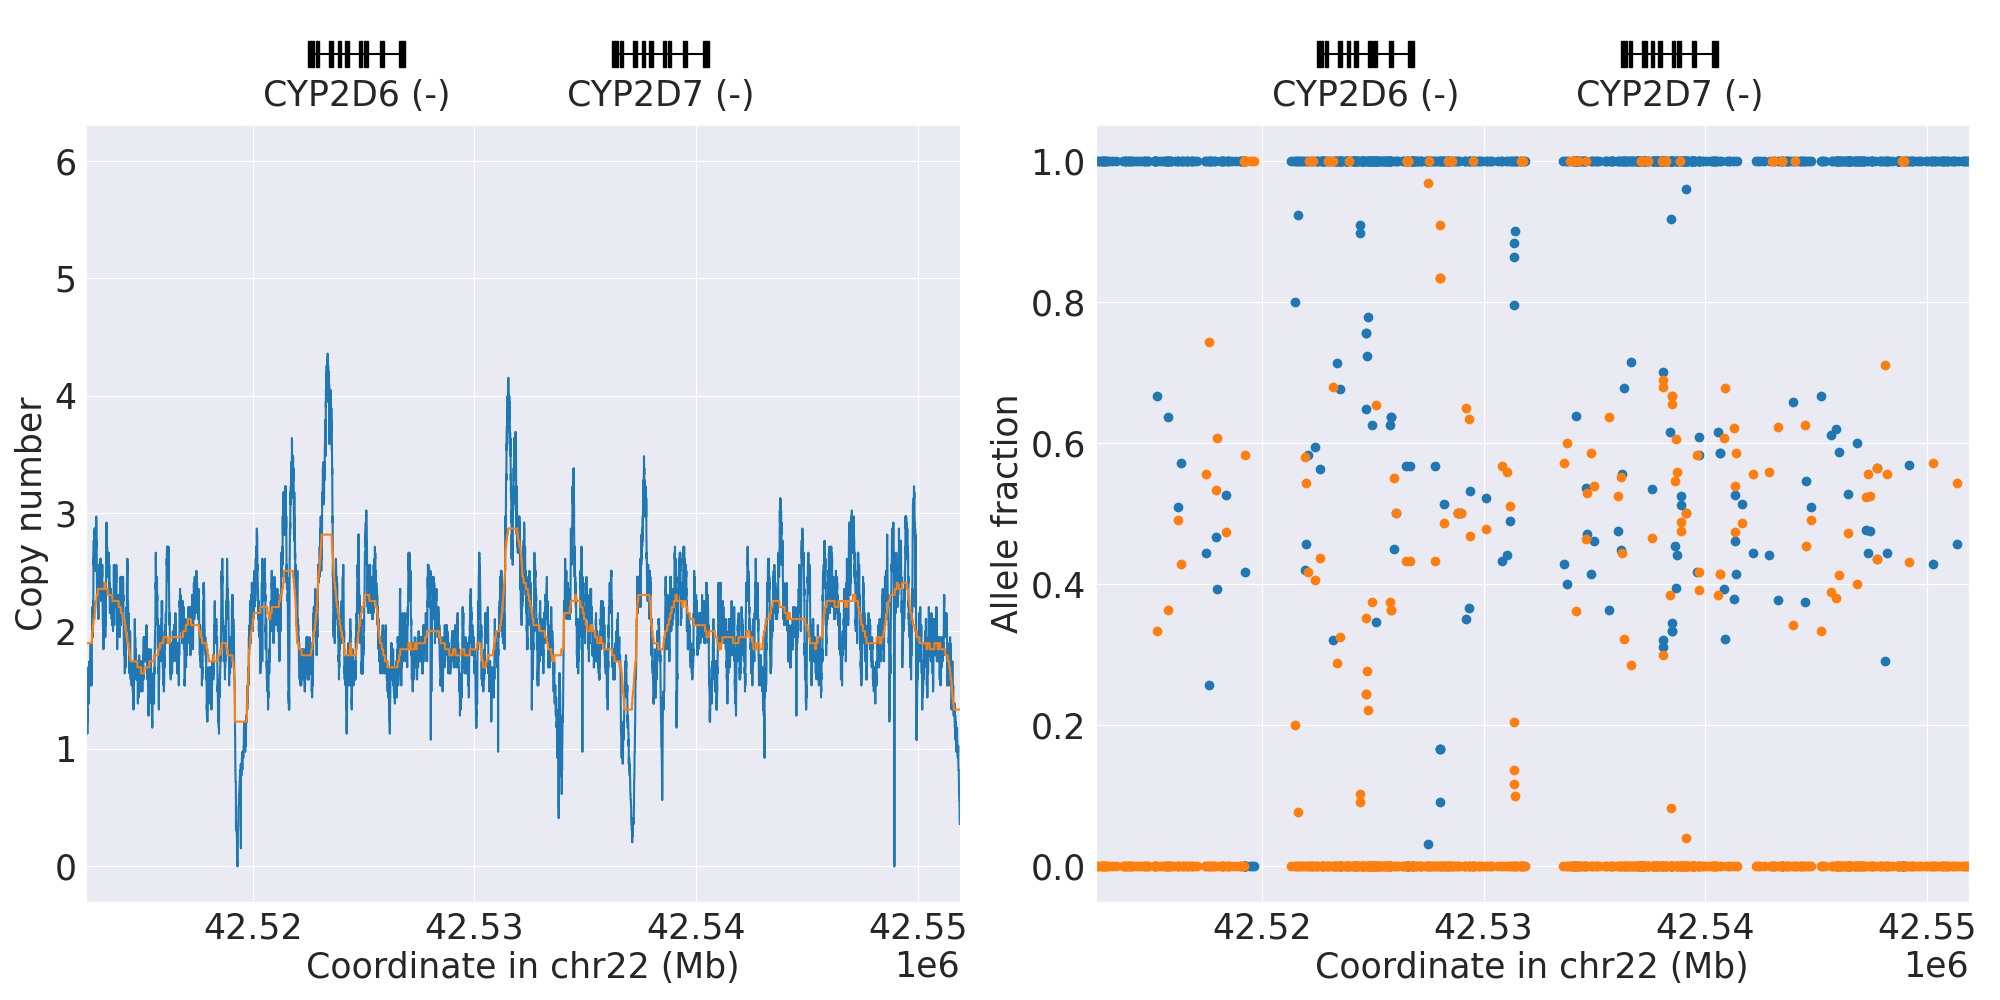 CYP2D6 (-) CYP2D7 (-)
6
5
4
3
2
1
0
Copy number
42.52 42.53 42.54 42.55
Coordinate in chr22 (Mb) 1e6
CYP2D6 (-) CYP2D7 (-)
1.0
0.8
0.6
0.4
0.2
0.0
Allele fraction
42.52 42.53 42.54 42.55
Coordinate in chr22 (Mb) 1e6